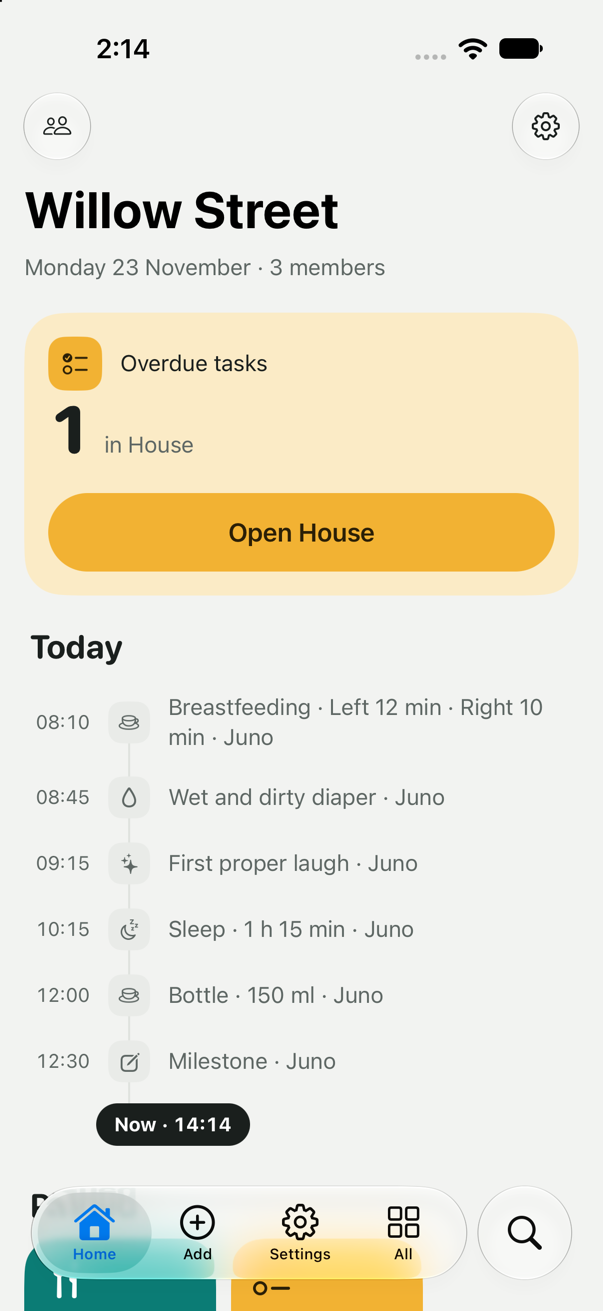 2:14
Willow Street
Monday 23 November · 3 members
Overdue tasks
1 in House
Open House
Today
08:10 Breastfeeding · Left 12 min · Right 10
min · Juno
08:45 Wet and dirty diaper · Juno
09:15 First proper laugh · Juno
10:15 Sleep · 1 h 15 min · Juno
12:00 Bottle · 150 ml · Juno
12:30 Milestone · Juno
Now · 14:14
Home Add Settings All